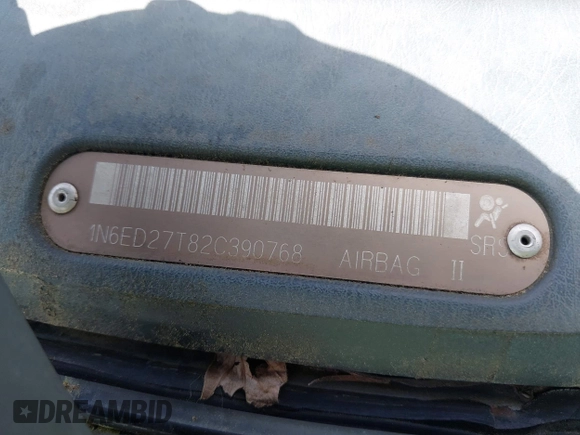 1N6ED27T82C390768 AIRBAG II
SRS
DREAMBID